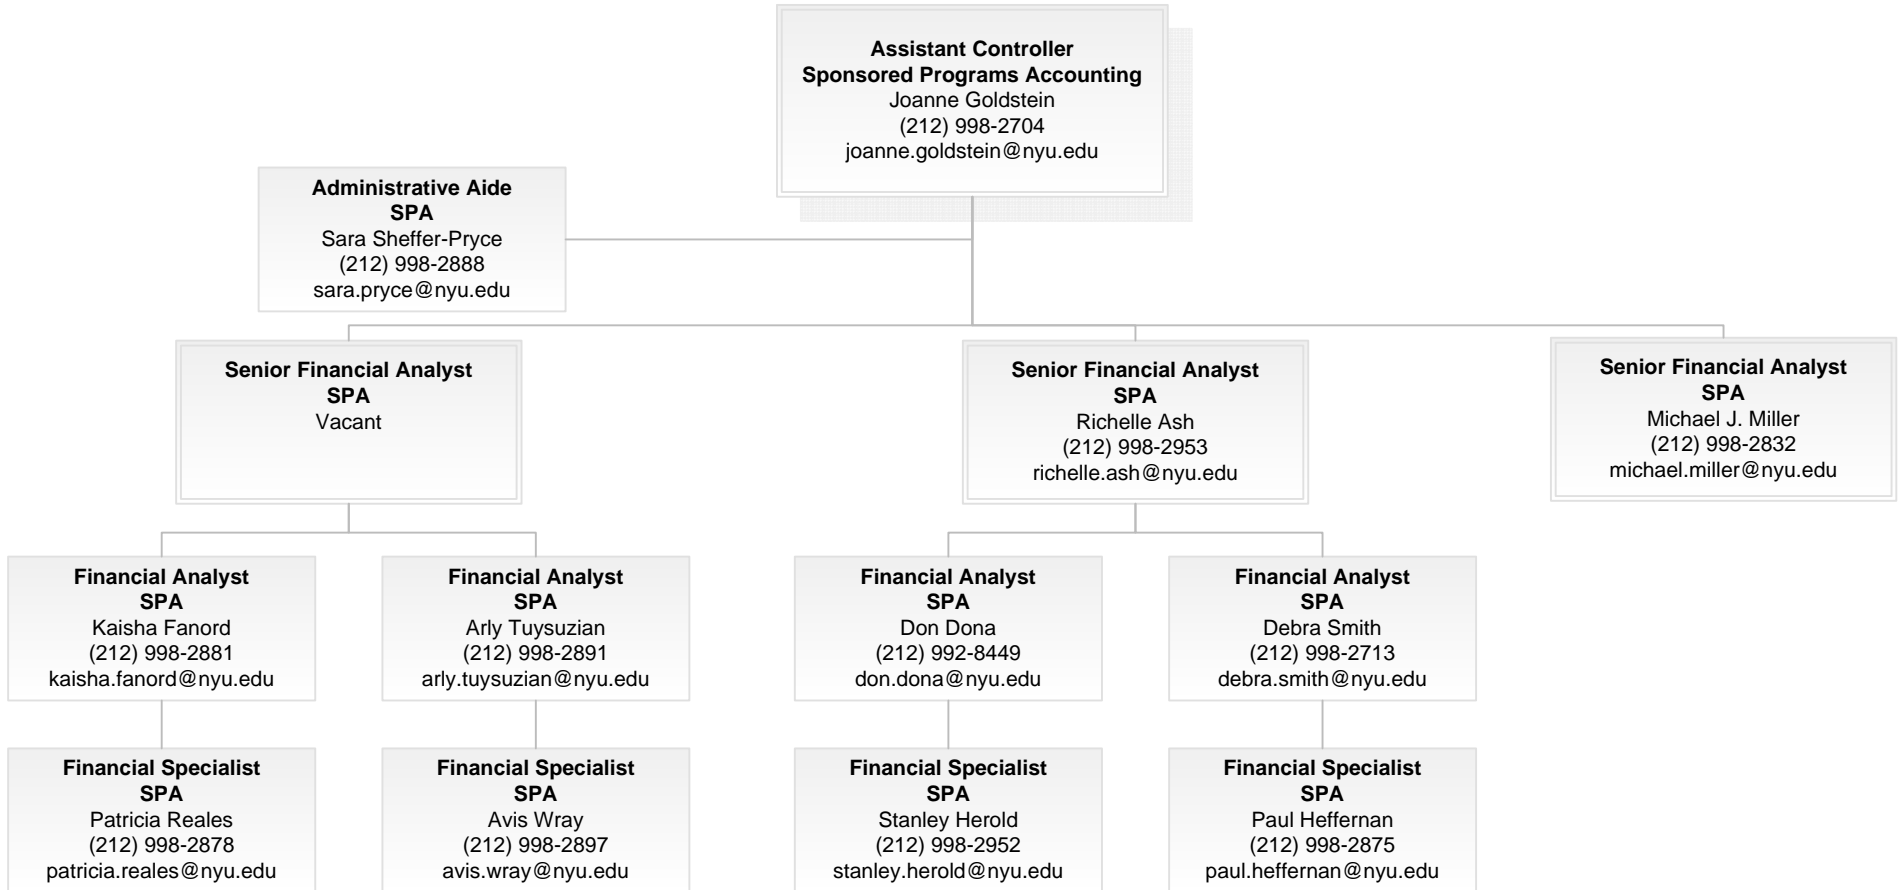 Assistant Controller
Sponsored Programs Accounting
Joanne Goldstein
(212) 998-2704
joanne.goldstein@nyu.edu
Administrative Aide
SPA
Sara Sheffer-Pryce
(212) 998-2888
sara.pryce@nyu.edu
Senior Financial Analyst
SPA
Vacant
Senior Financial Analyst
SPA
Richelle Ash
(212) 998-2953
richelle.ash@nyu.edu
Senior Financial Analyst
SPA
Michael J. Miller
(212) 998-2832
michael.miller@nyu.edu
Financial Analyst
SPA
Kaisha Fanord
(212) 998-2881
kaisha.fanord@nyu.edu
Financial Analyst
SPA
Arly Tuysuzian
(212) 998-2891
arly.tuysuzian@nyu.edu
Financial Analyst
SPA
Don Dona
(212) 992-8449
don.dona@nyu.edu
Financial Analyst
SPA
Debra Smith
(212) 998-2713
debra.smith@nyu.edu
Financial Specialist
SPA
Patricia Reales
(212) 998-2878
patricia.reales@nyu.edu
Financial Specialist
SPA
Avis Wray
(212) 998-2897
avis.wray@nyu.edu
Financial Specialist
SPA
Stanley Herold
(212) 998-2952
stanley.herold@nyu.edu
Financial Specialist
SPA
Paul Heffernan
(212) 998-2875
paul.heffernan@nyu.edu